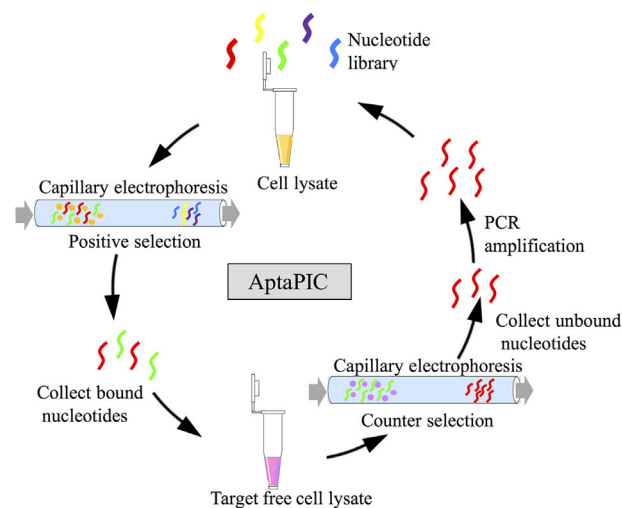 Nucleotide
library
Cell lysate
Capillary electrophoresis
Positive selection
AptaPIC
PCR
amplification
Collect unbound
nucleotides
Collect bound
nucleotides
Capillary electrophoresis
Counter selection
Target free cell lysate